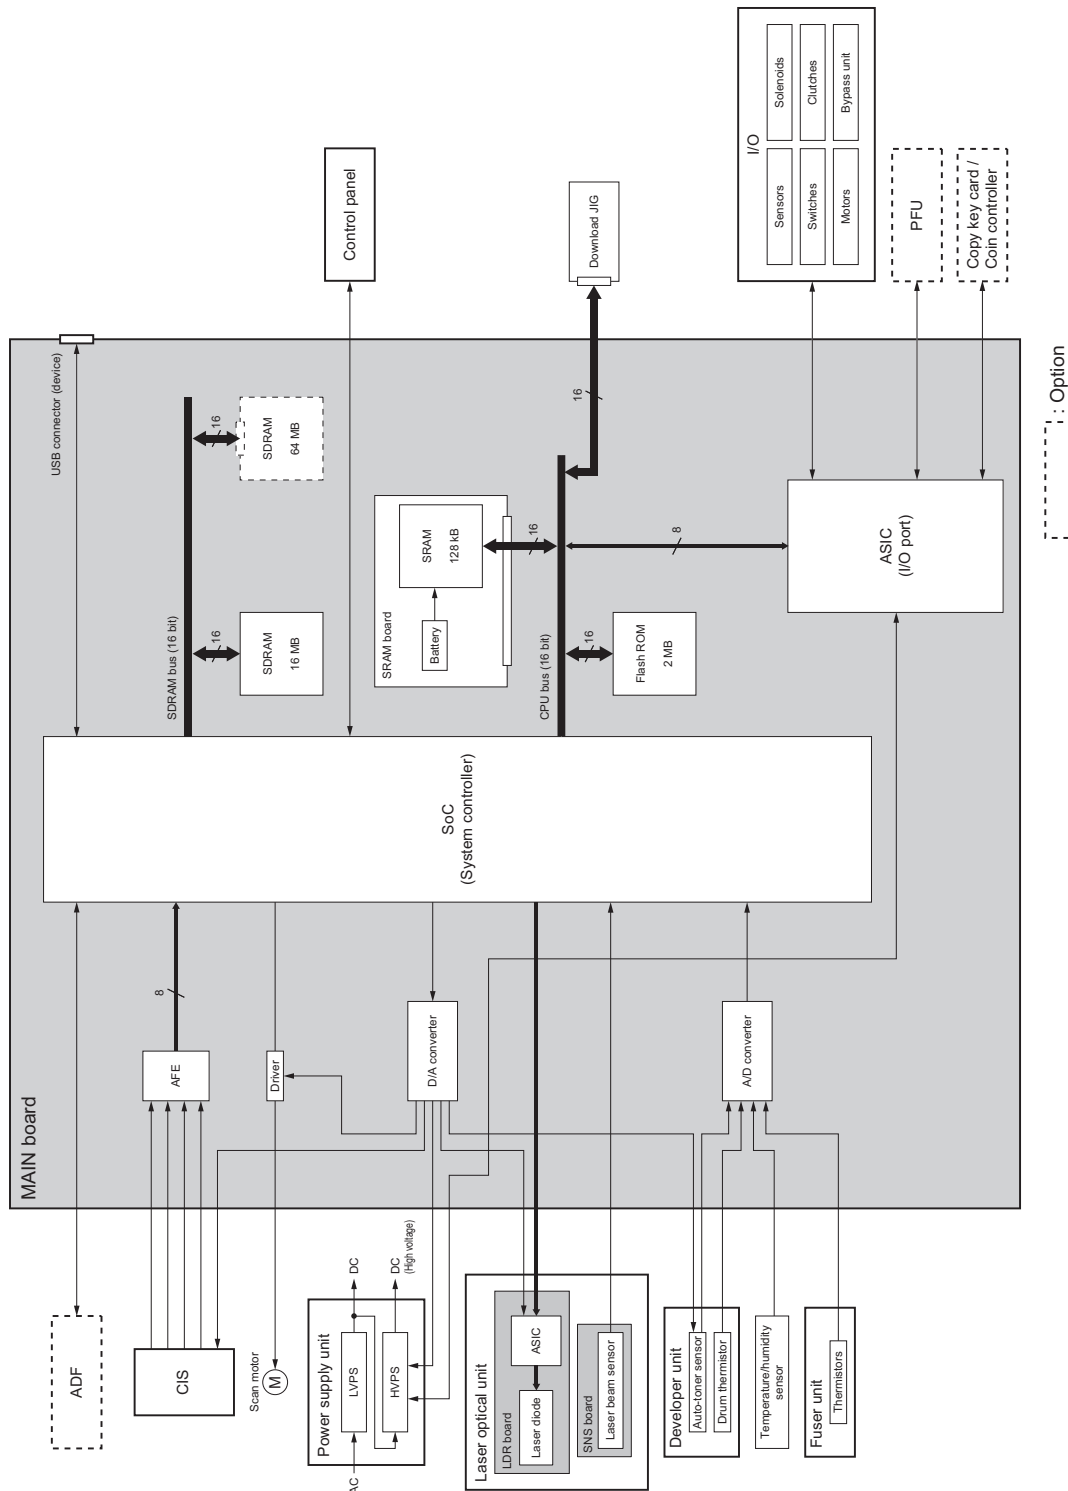 MAIN board
ADF
CIS
Scan motor
M
Power supply unit
LVPS
HVPS
DC
DC
(High voltage)
AC
Laser optical unit
LDR board
Laser diode
ASIC
SNS board
Laser beam sensor
Developer unit
Auto-toner sensor
Drum thermistor
Temperature/humidity
sensor
Fuser unit
Thermistors
AFE
8
Driver
D/A converter
A/D converter
SoC
(System controller)
USB connector (device)
SDRAM bus (16 bit)
16
SDRAM
16 MB
16
SDRAM
64 MB
SRAM board
Battery
SRAM
128 kB
16
CPU bus (16 bit)
16
Flash ROM
2 MB
8
16
ASIC
(I/O port)
Control panel
Download JIG
I/O
Sensors
Solenoids
Switches
Clutches
Motors
Bypass unit
PFU
Copy key card /
Coin controller
: Option